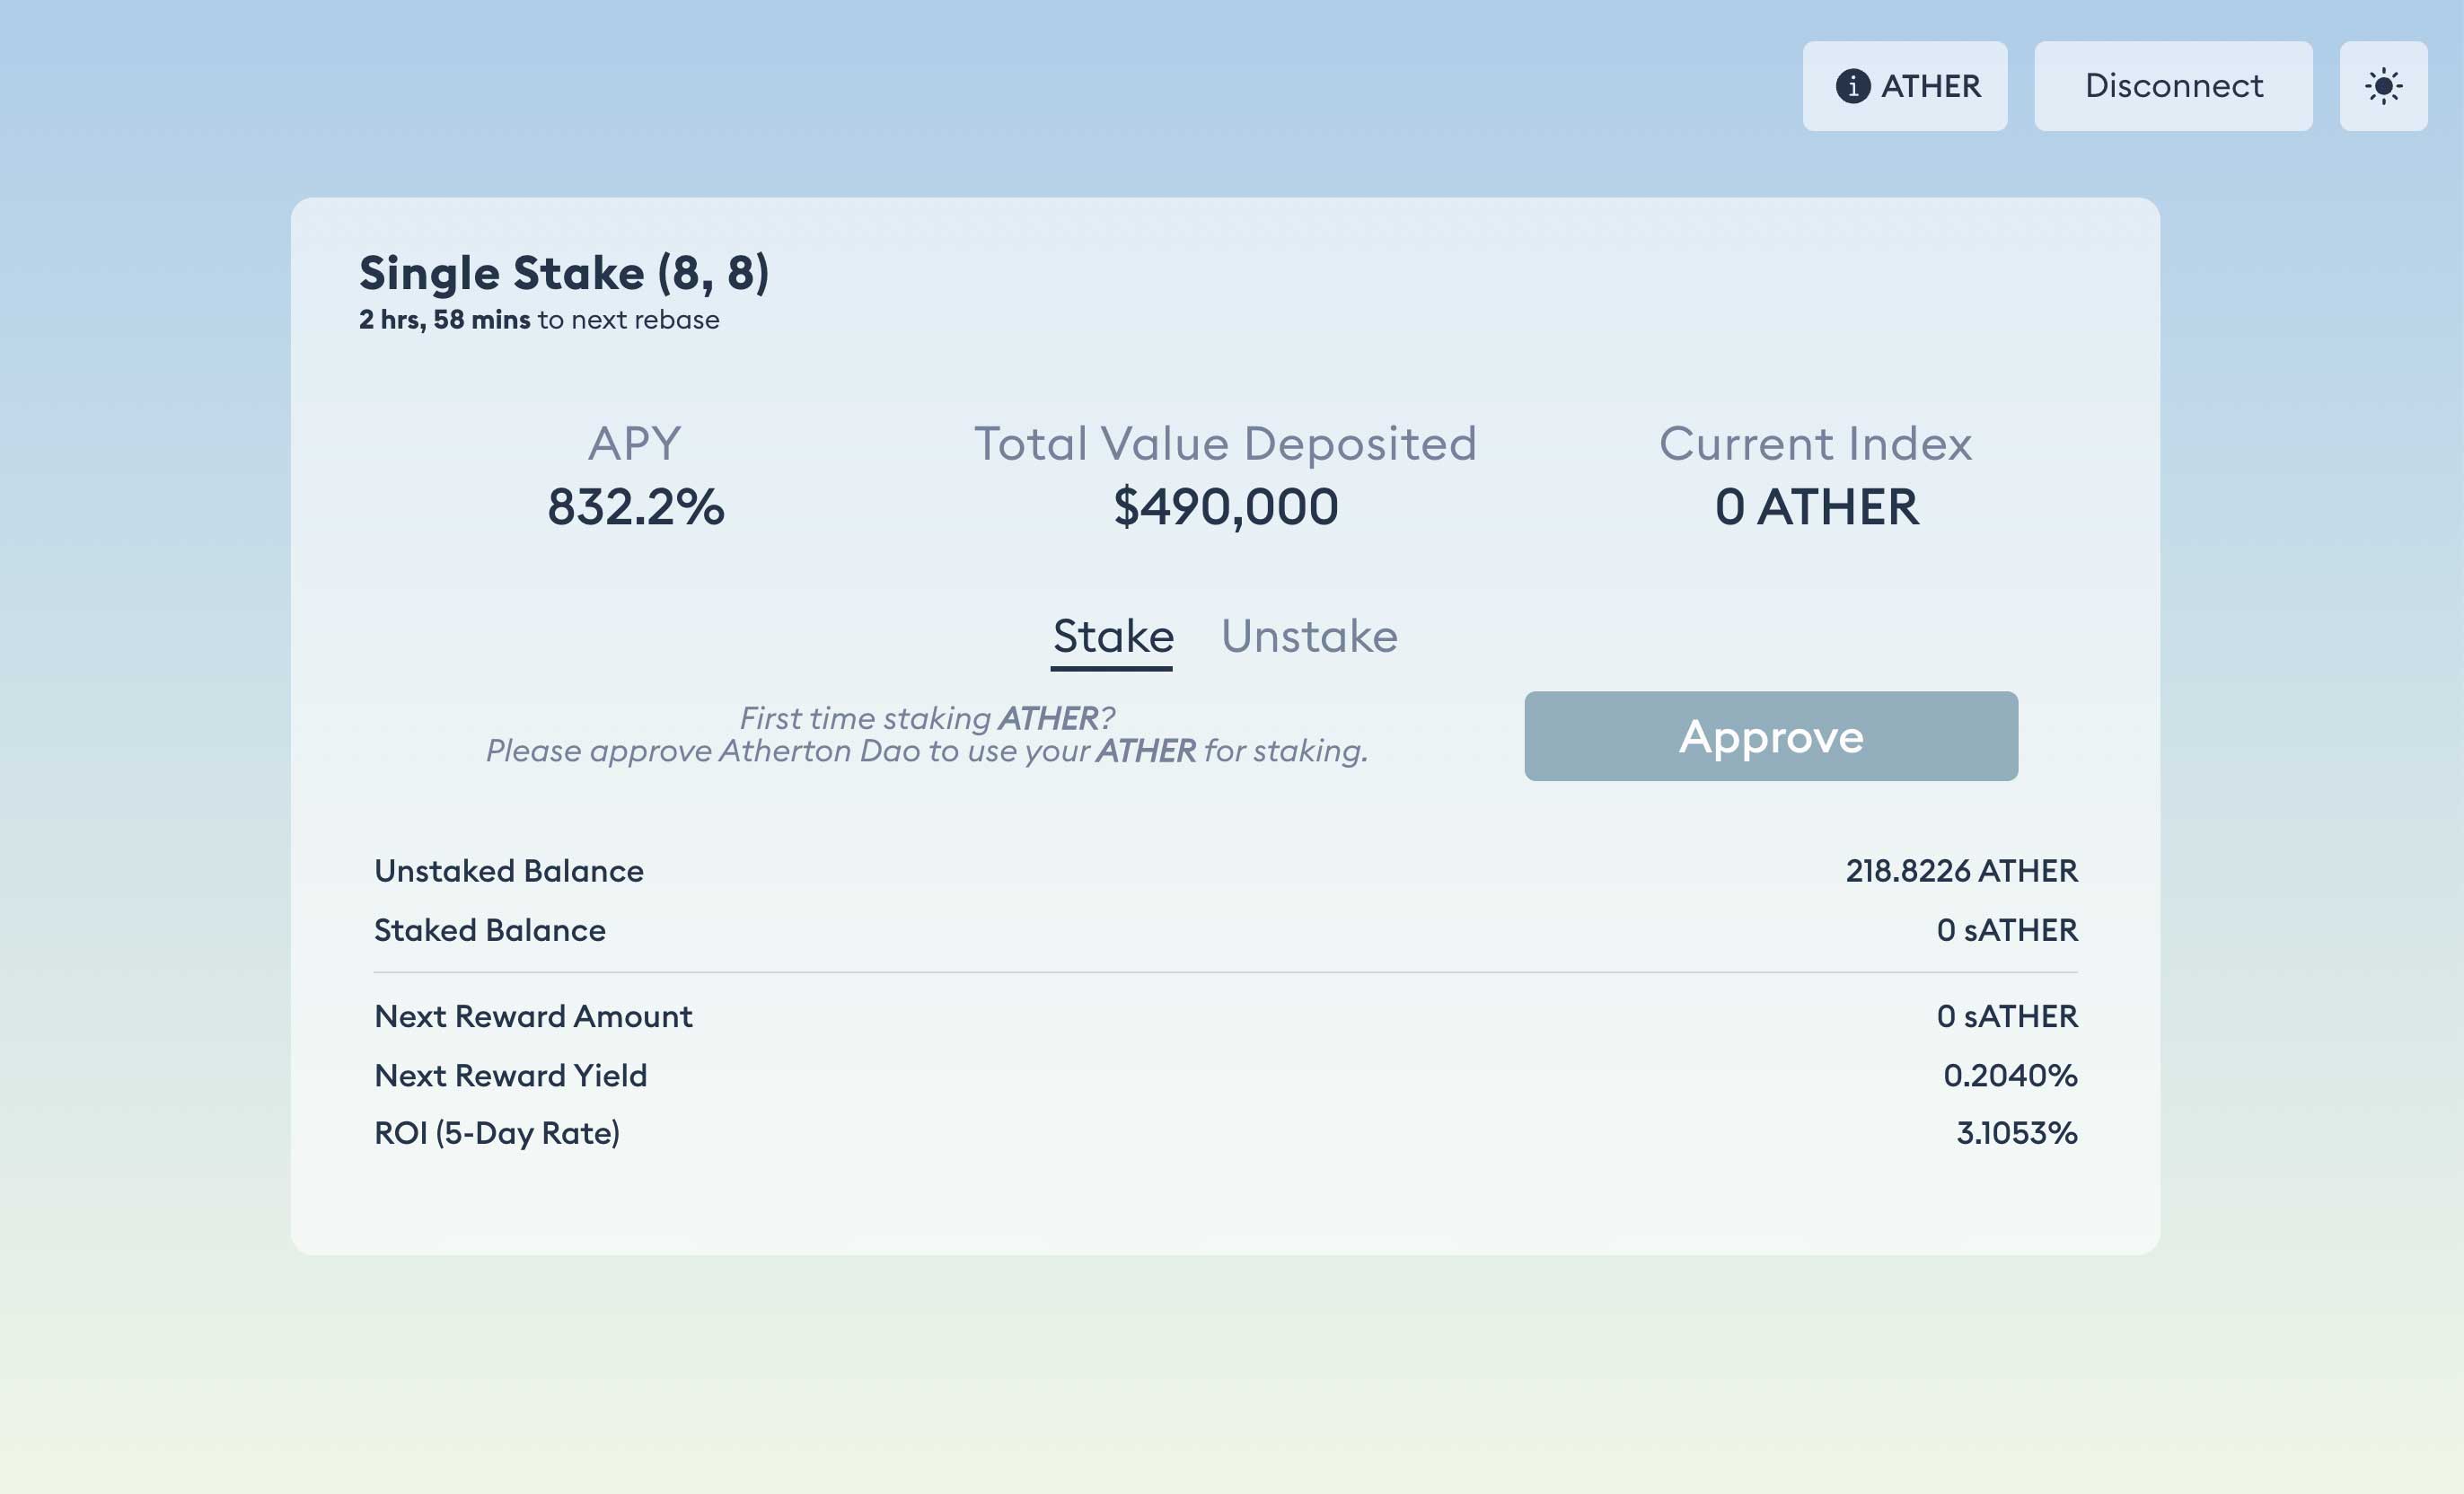 ATHER
Disconnect
Single Stake (8, 8)
2 hrs, 58 mins to next rebase
APY
832.2%
Total Value Deposited
$490,000
Current Index
0 ATHER
Stake
Unstake
First time staking ATHER?
Please approve Atherton Dao to use your ATHER for staking.
Approve
Unstaked Balance
218.8226 ATHER
Staked Balance
0 sATHER
Next Reward Amount
0 sATHER
Next Reward Yield
0.2040%
ROI (5-Day Rate)
3.1053%